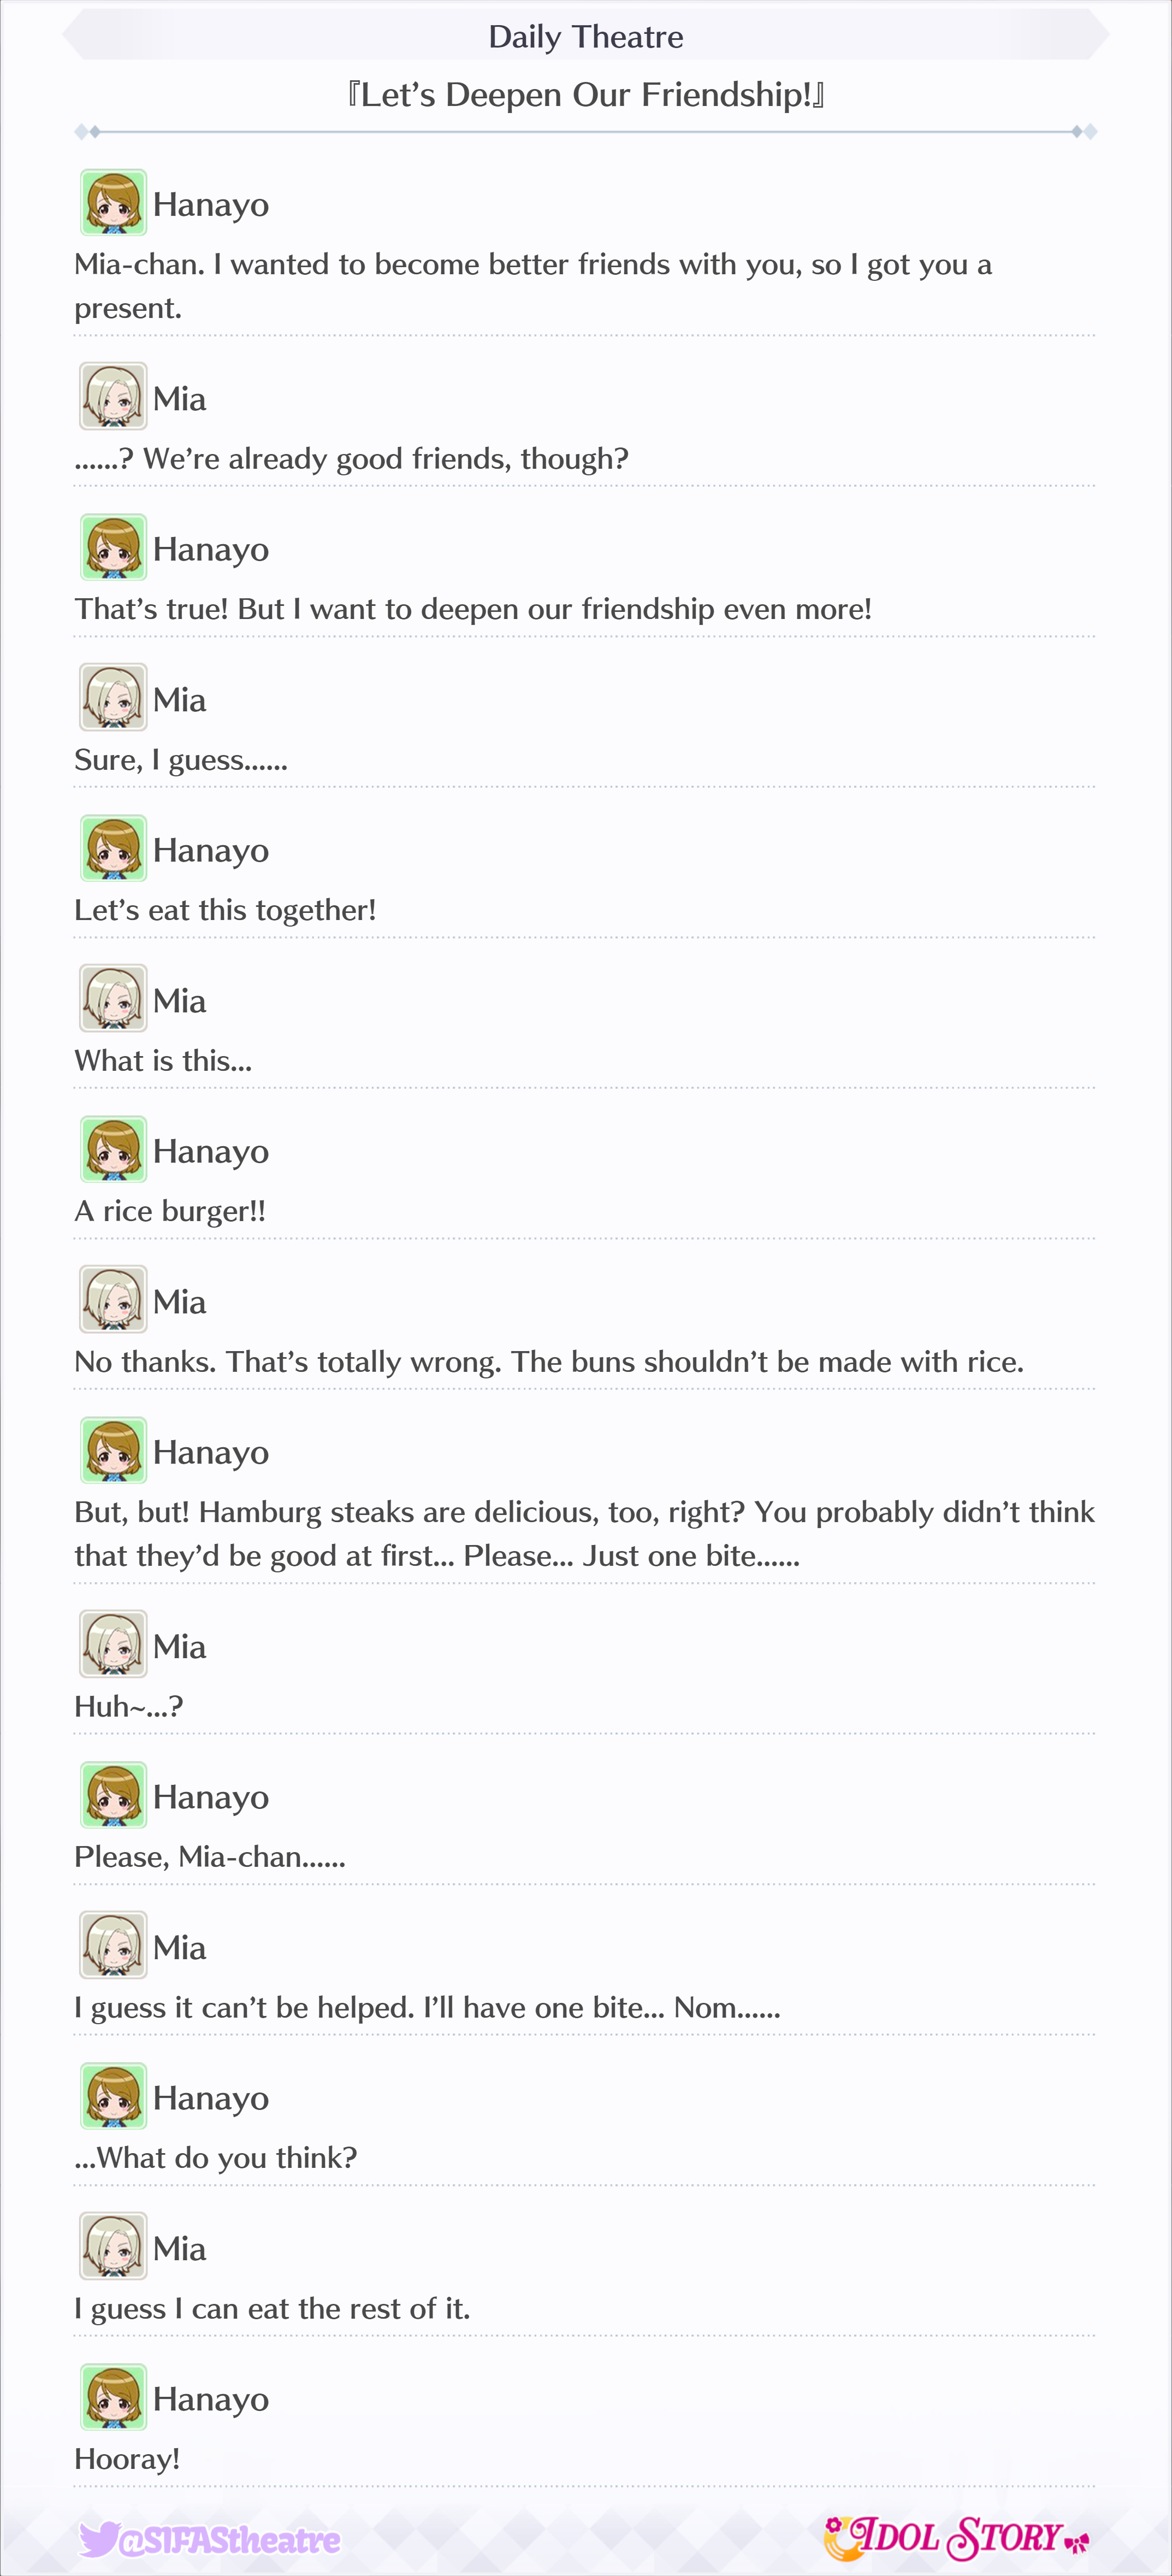 Daily Theatre
『Let's Deepen Our Friendship!』
Hanayo
Mia-chan. I wanted to become better friends with you, so I got you a
present.
Mia
......? We're already good friends, though?
Hanayo
That's true! But I want to deepen our friendship even more!
Mia
Sure, I guess......
Hanayo
Let's eat this together!
Mia
What is this...
Hanayo
A rice burger!!
Mia
No thanks. That's totally wrong. The buns shouldn't be made with rice.
Hanayo
But, but! Hamburg steaks are delicious, too, right? You probably didn't think
that they'd be good at first... Please... Just one bite......
Mia
Huh~...?
Hanayo
Please, Mia-chan......
Mia
I guess it can't be helped. I'll have one bite... Nom......
Hanayo
...What do you think?
Mia
I guess I can eat the rest of it.
Hanayo
Hooray!
@SIFAStheatre
IDOL STORY